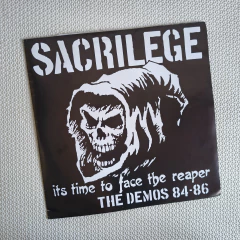 SACRILEGE
its time to face the reaper
THE DEMOS 84-86